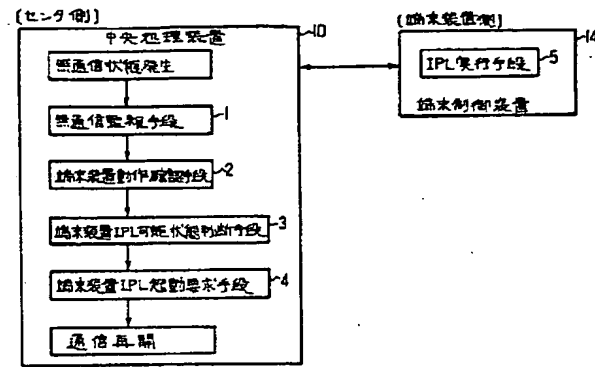 [センタ側]
中央処理装置
10
無通信状態発生
無通信監視手段
1
端末装置動作確認手段
2
端末装置IPL可能状態判断手段
3
端末装置IPL起動要求手段
4
通信再開
[端末装置側]
14
IPL実行手段
5
端末制御装置